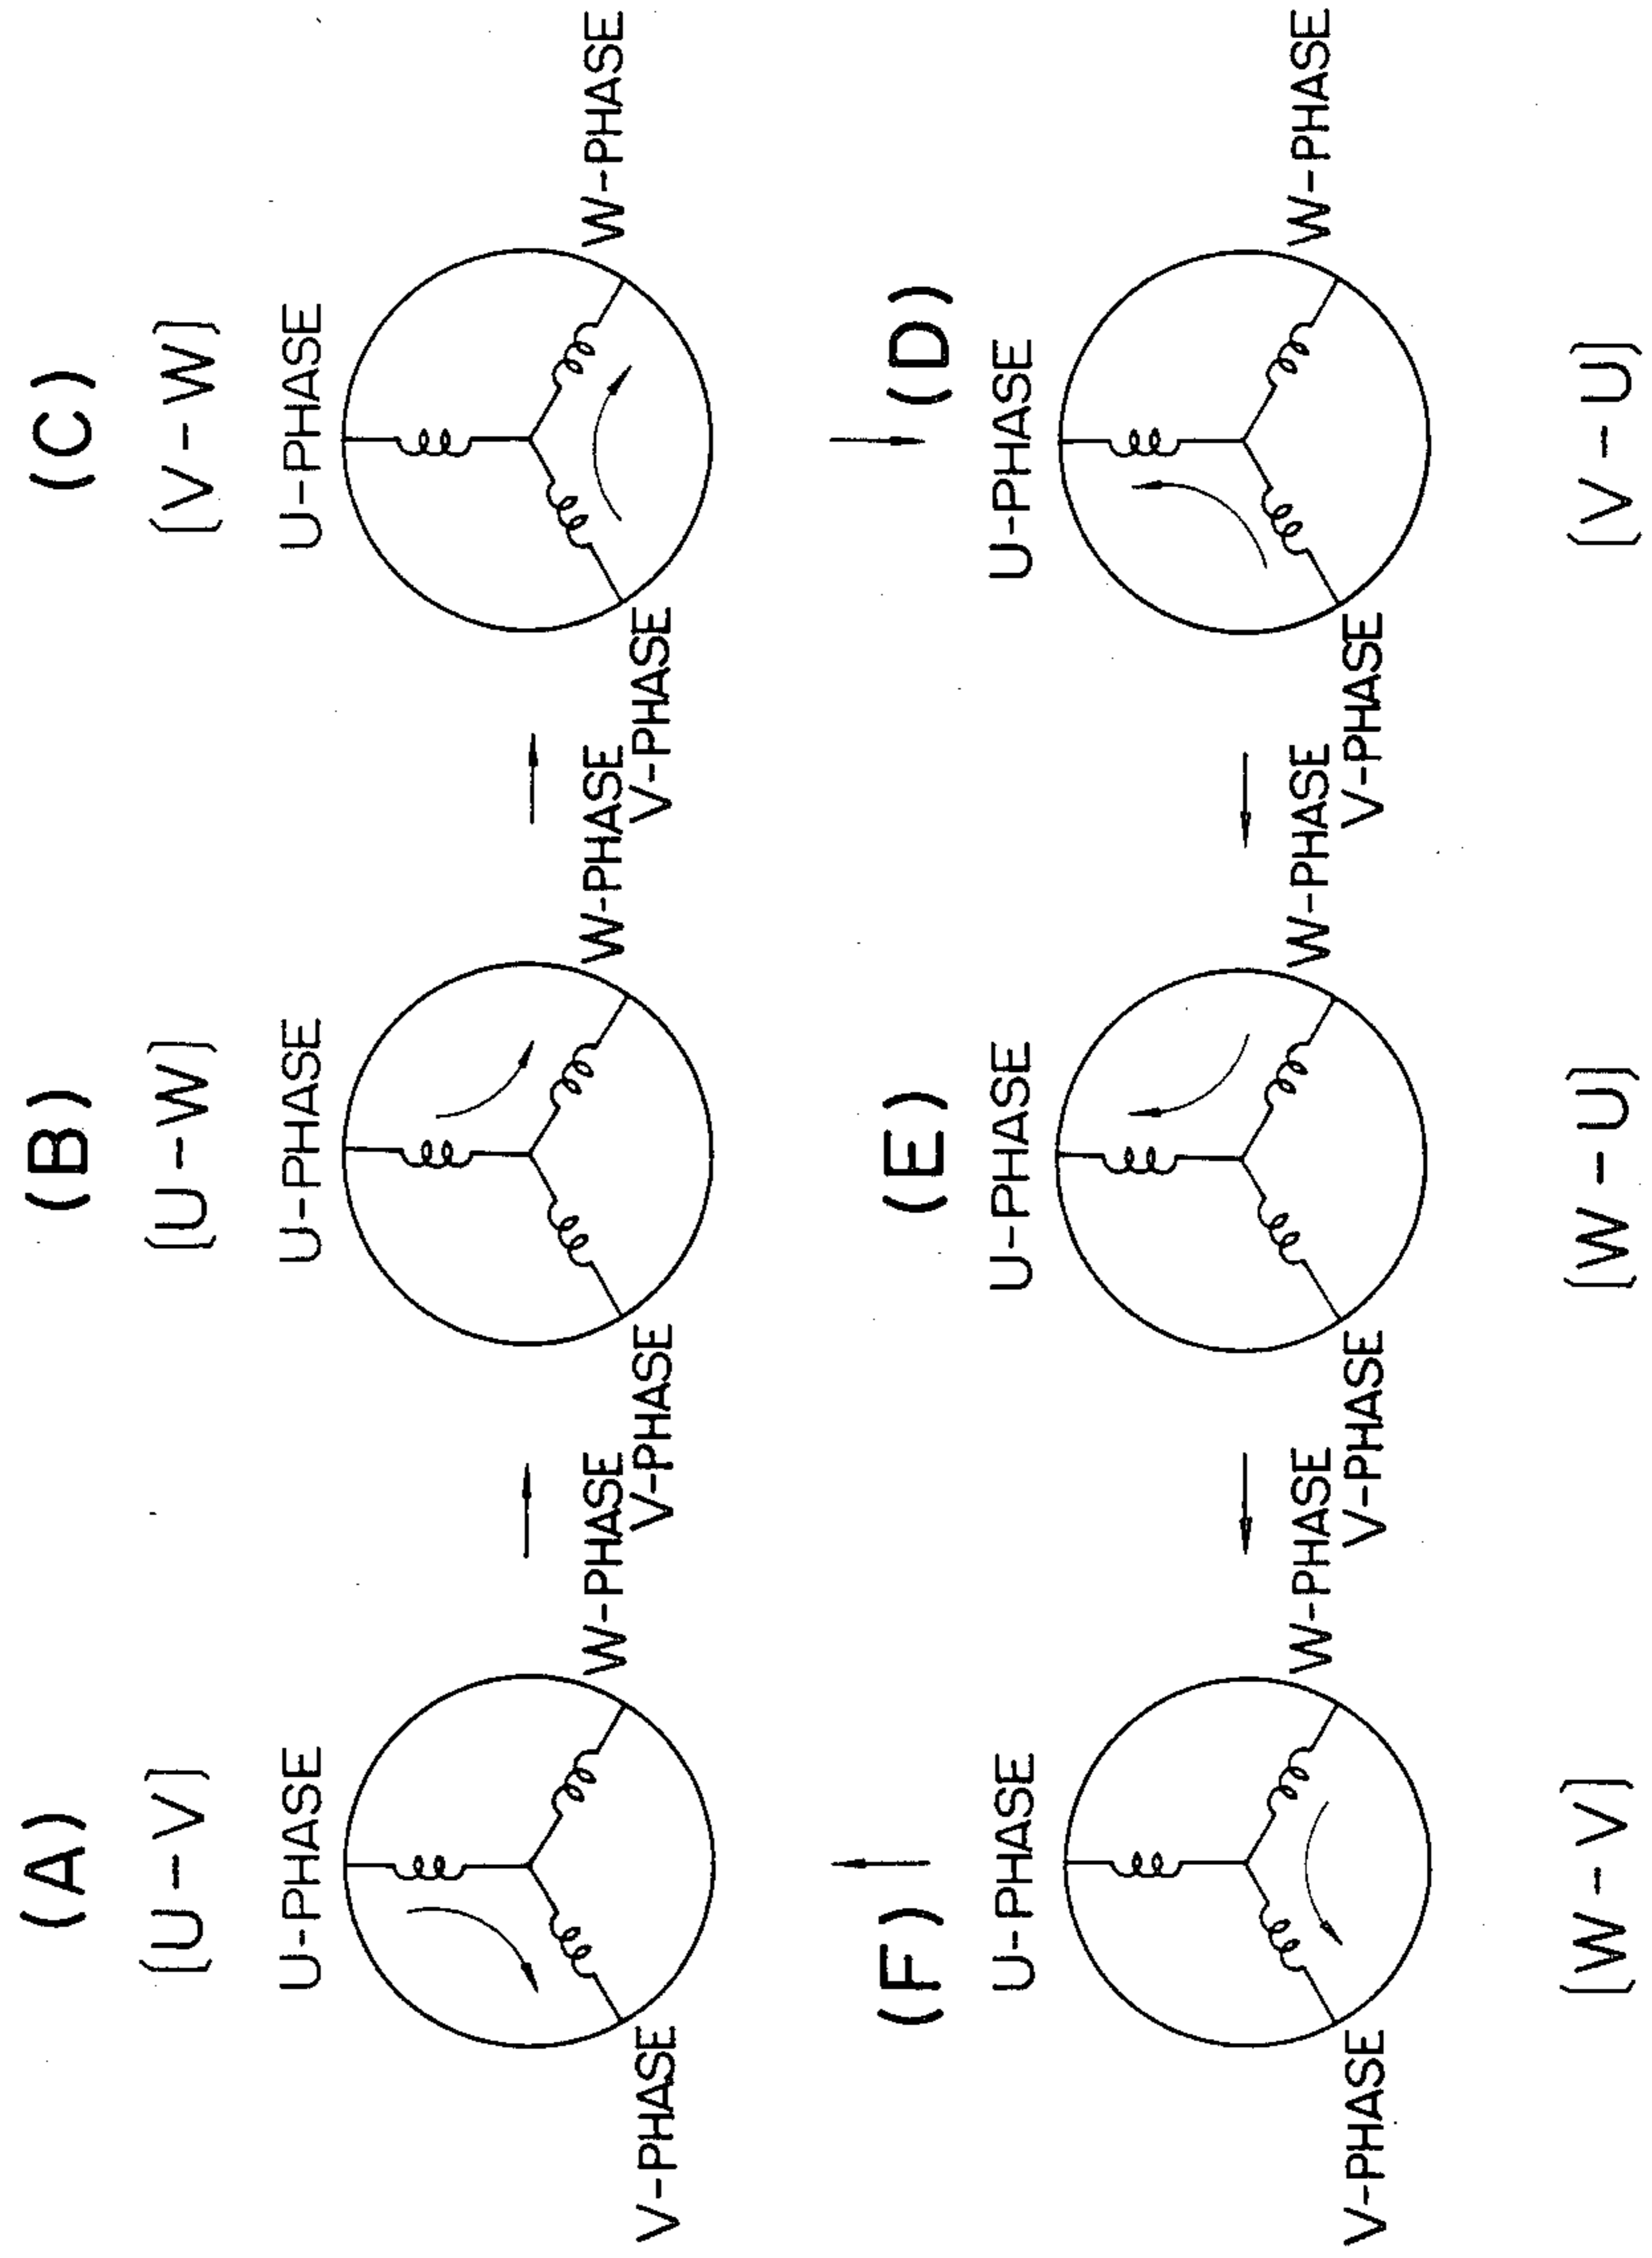 (A) (B) (C)
[U-V] [U-W] [V-W]
U-PHASE U-PHASE U-PHASE
W-PHASE W-PHASE W-PHASE
V-PHASE V-PHASE V-PHASE
(F) (E) (D)
U-PHASE U-PHASE U-PHASE
W-PHASE W-PHASE W-PHASE
V-PHASE V-PHASE V-PHASE
[W-V] [W-U] [V-U]